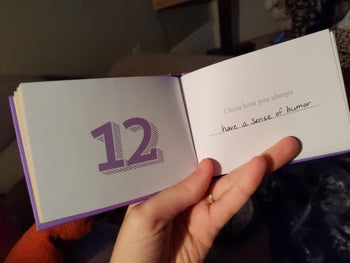 12
I love how you always
have a sense of humor